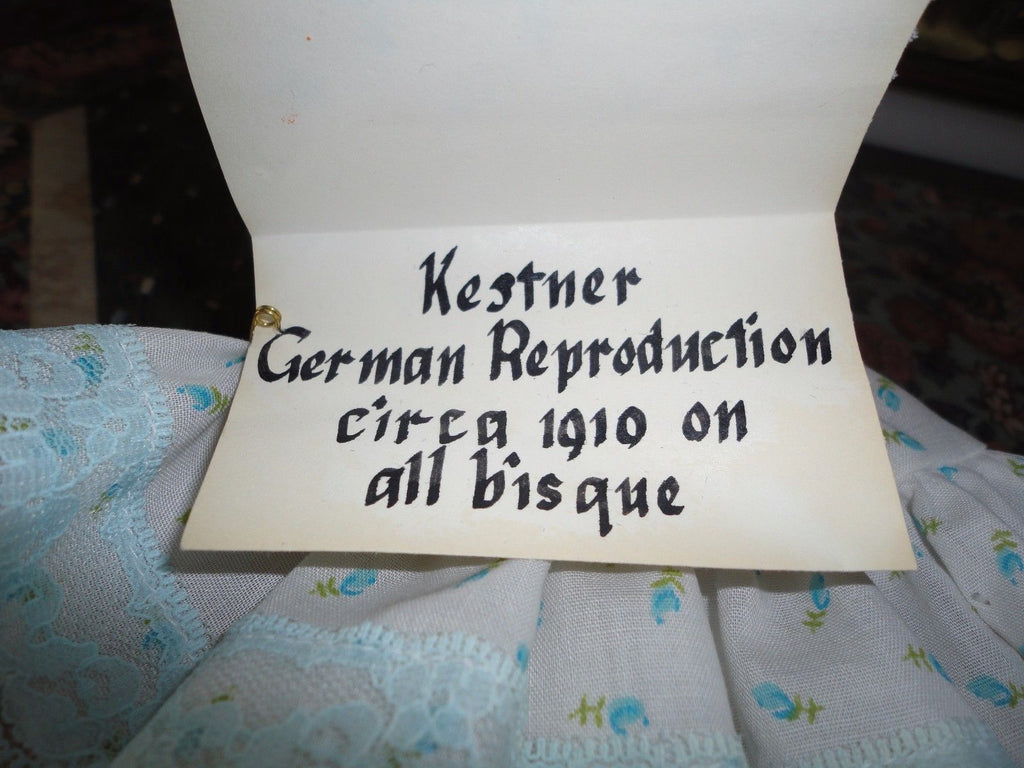 Kestner
German Reproduction
circa 1910 on
all bisque